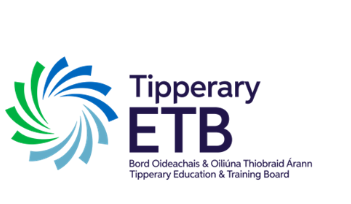 Tipperary
ETB
Bord Oideachais & Oiliúna Thiobraid Árann
Tipperary Education & Training Board